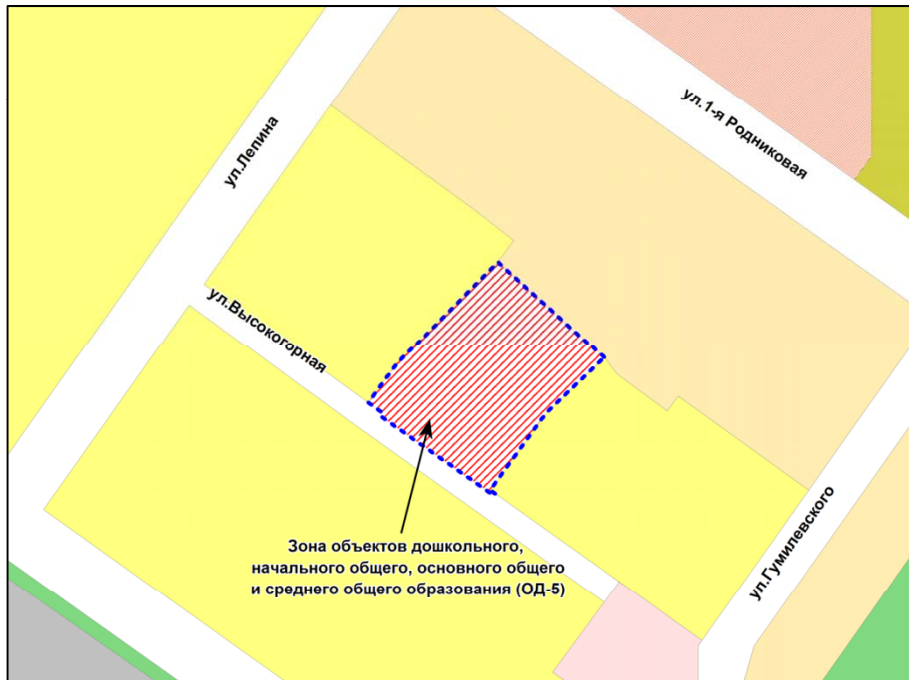 ул.1-я Родниковая
ул.Лепина
ул.Высокогорная
ул.Гумилевского
Зона объектов дошкольного,
начального общего, основного общего
и среднего общего образования (ОД-5)